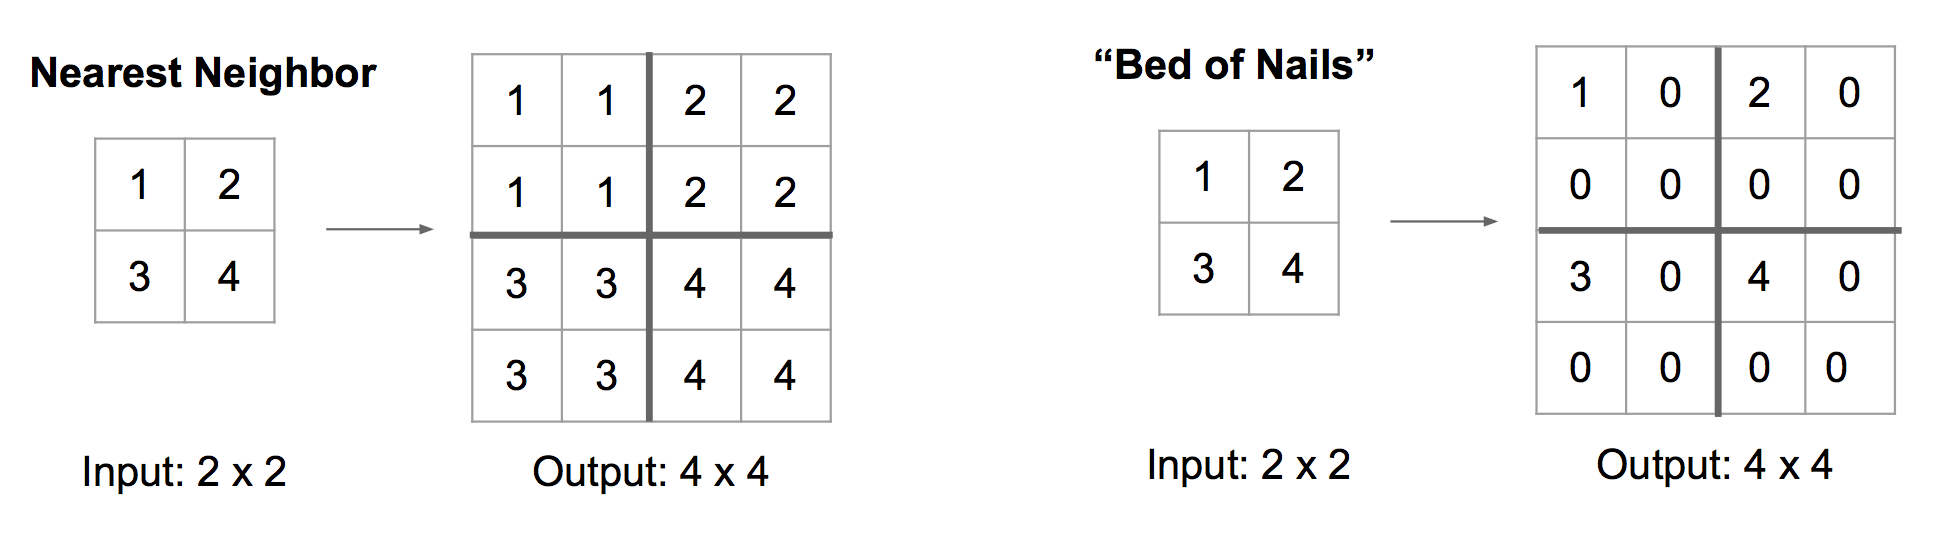 Nearest Neighbor
1 2
3 4
Input: 2 x 2
1 1 2 2
1 1 2 2
3 3 4 4
3 3 4 4
Output: 4 x 4
“Bed of Nails”
1 2
3 4
Input: 2 x 2
1 0 2 0
0 0 0 0
3 0 4 0
0 0 0 0
Output: 4 x 4